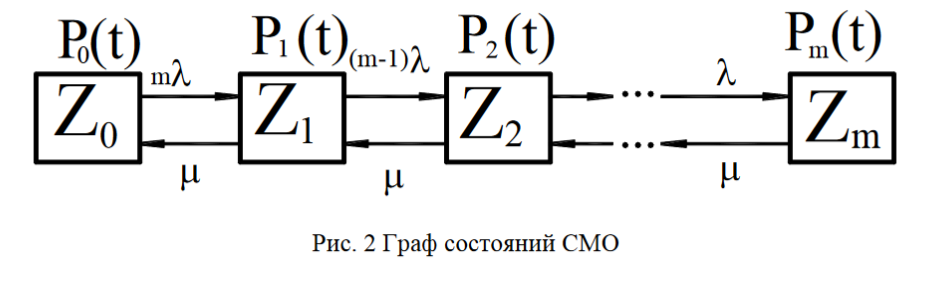 P₀(t) P₁(t) P₂(t) Pₘ(t)
mλ (m-1)λ ... λ
Z₀ Z₁ Z₂ Zₘ
μ μ ... μ
Рис. 2 Граф состояний СМО